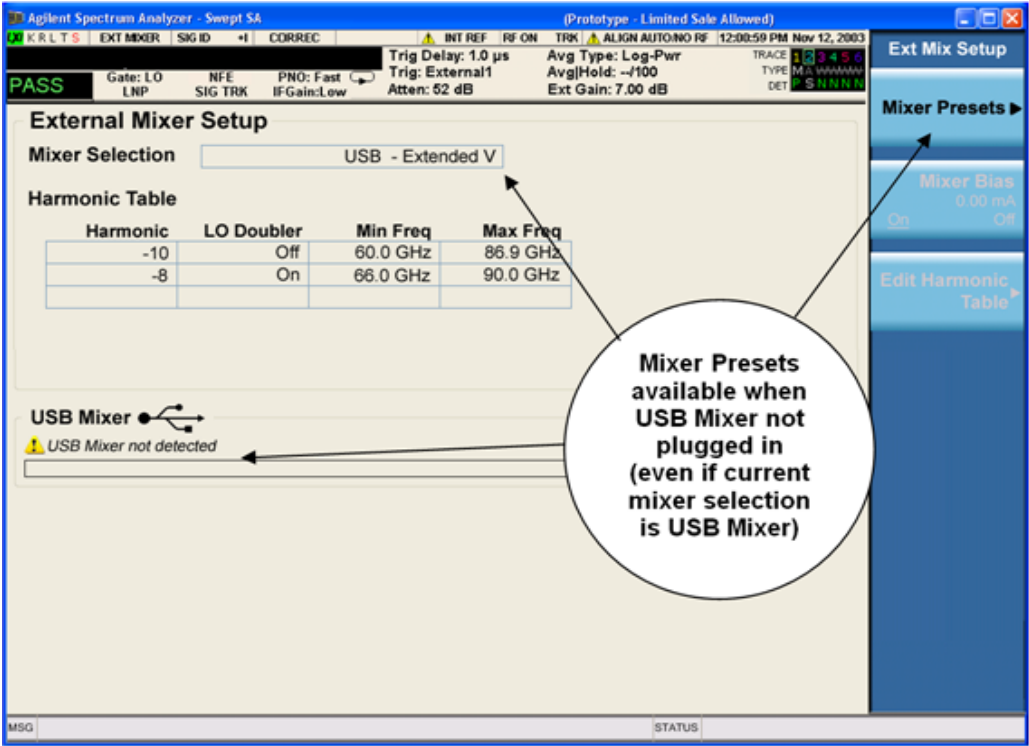 Agilent Spectrum Analyzer - Swept SA (Prototype - Limited Sale Allowed)
K R L T S EXT MIXER SIG ID CORREC INT REF RF ON TRK ALIGN AUTO/NO RF 12:00:59 PM Nov 12, 2003
Trig Delay: 1.0 µs Avg Type: Log-Pwr TRACE 1 2 3 4 5 6
Gate: LO NFE PNO: Fast Trig: External1 Avg|Hold: --/100 TYPE M A WWWW
PASS LNP SIG TRK IFGain:Low Atten: 52 dB Ext Gain: 7.00 dB DET P S N N N N
Ext Mix Setup
Mixer Presets
Mixer Bias
0.00 mA
On Off
Edit Harmonic
Table
External Mixer Setup
Mixer Selection USB - Extended V
Harmonic Table
Harmonic LO Doubler Min Freq Max Freq
-10 Off 60.0 GHz 86.9 GHz
-8 On 66.0 GHz 90.0 GHz
Mixer Presets
available when
USB Mixer not
plugged in
(even if current
mixer selection
is USB Mixer)
USB Mixer
USB Mixer not detected
MSG STATUS